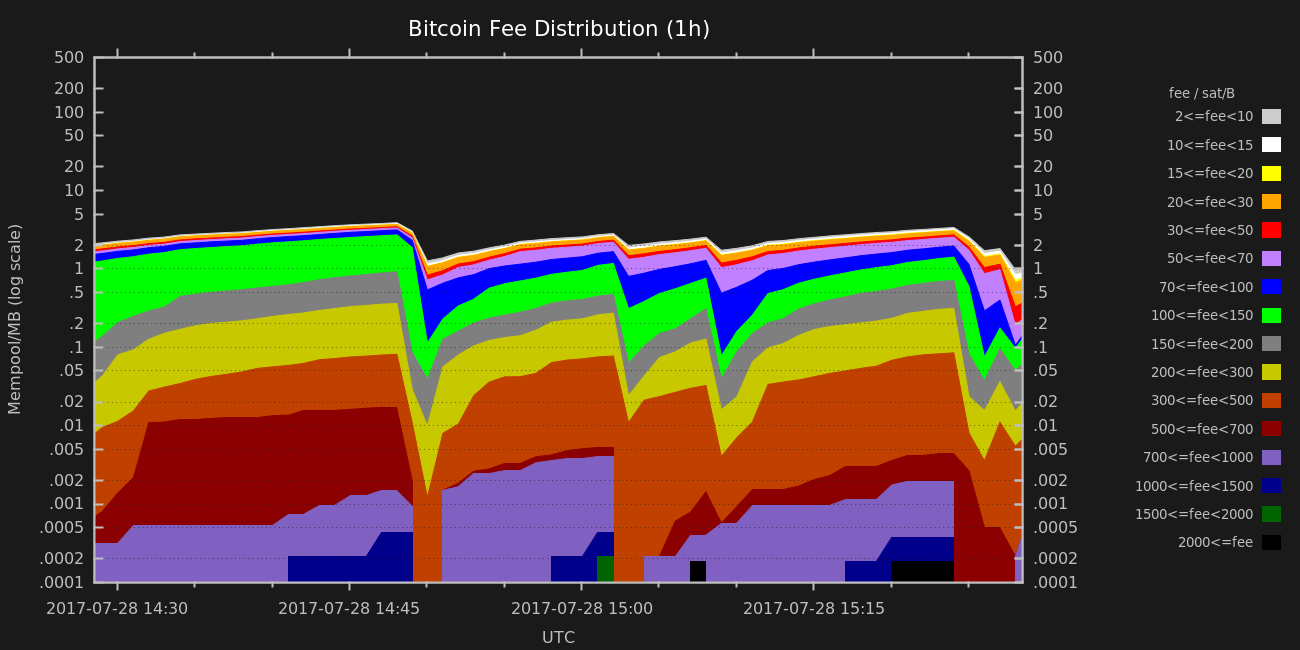 Bitcoin Fee Distribution (1h)
500
200
100
50
20
10
5
2
1
.5
.2
.1
.05
.02
.01
.005
.002
.001
.0005
.0002
.0001
Mempool/MB (log scale)
500
200
100
50
20
10
5
2
1
.5
.2
.1
.05
.02
.01
.005
.002
.001
.0005
.0002
.0001
2017-07-28 14:30
2017-07-28 14:45
2017-07-28 15:00
2017-07-28 15:15
UTC
fee / sat/B
2<=fee<10
10<=fee<15
15<=fee<20
20<=fee<30
30<=fee<50
50<=fee<70
70<=fee<100
100<=fee<150
150<=fee<200
200<=fee<300
300<=fee<500
500<=fee<700
700<=fee<1000
1000<=fee<1500
1500<=fee<2000
2000<=fee